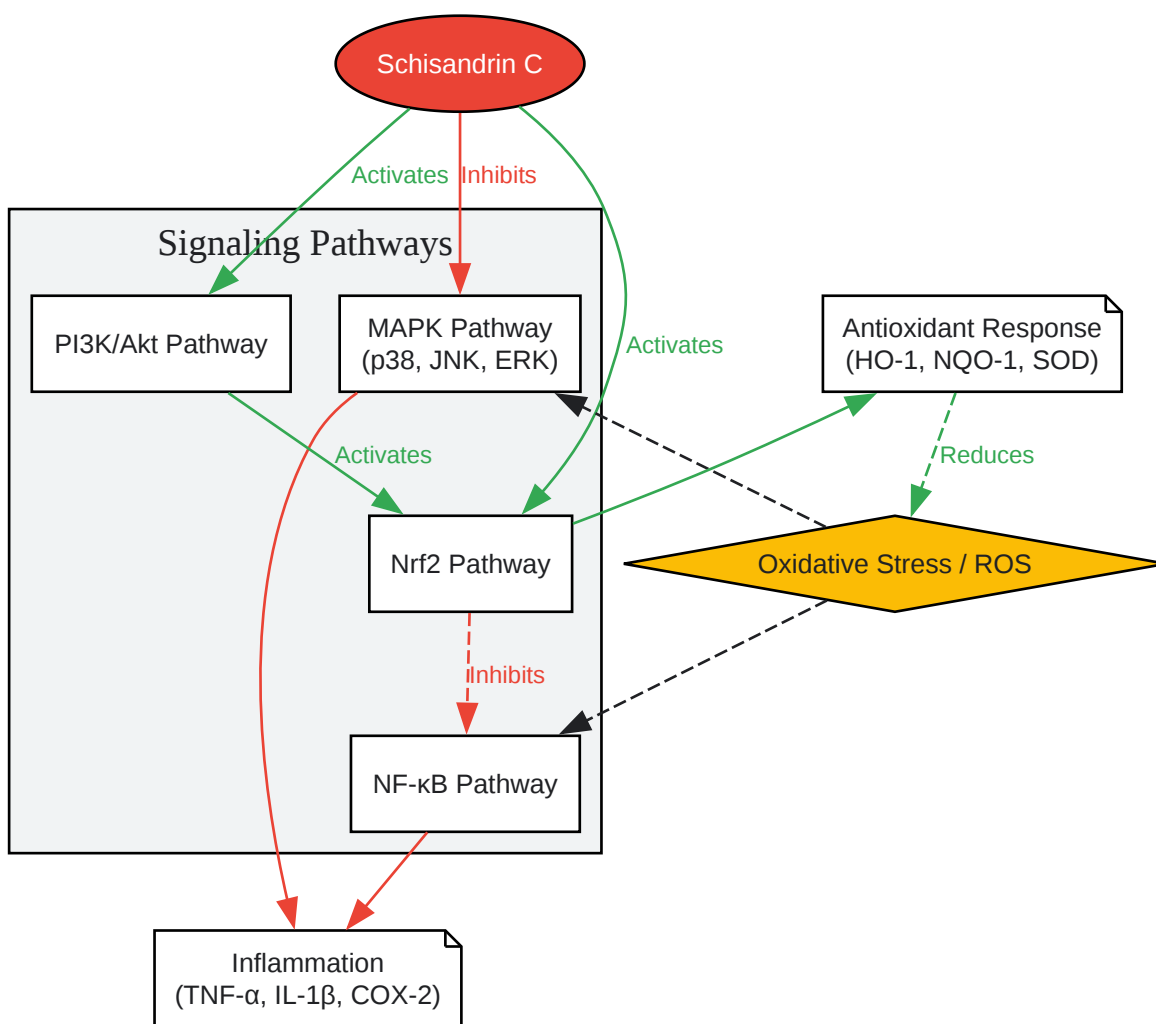 Schisandrin C
Activates
Inhibits
Signaling Pathways
PI3K/Akt Pathway
MAPK Pathway
(p38, JNK, ERK)
Activates
Antioxidant Response
(HO-1, NQO-1, SOD)
Activates
Reduces
Nrf2 Pathway
Oxidative Stress / ROS
Inhibits
NF-κB Pathway
Inflammation
(TNF-α, IL-1β, COX-2)